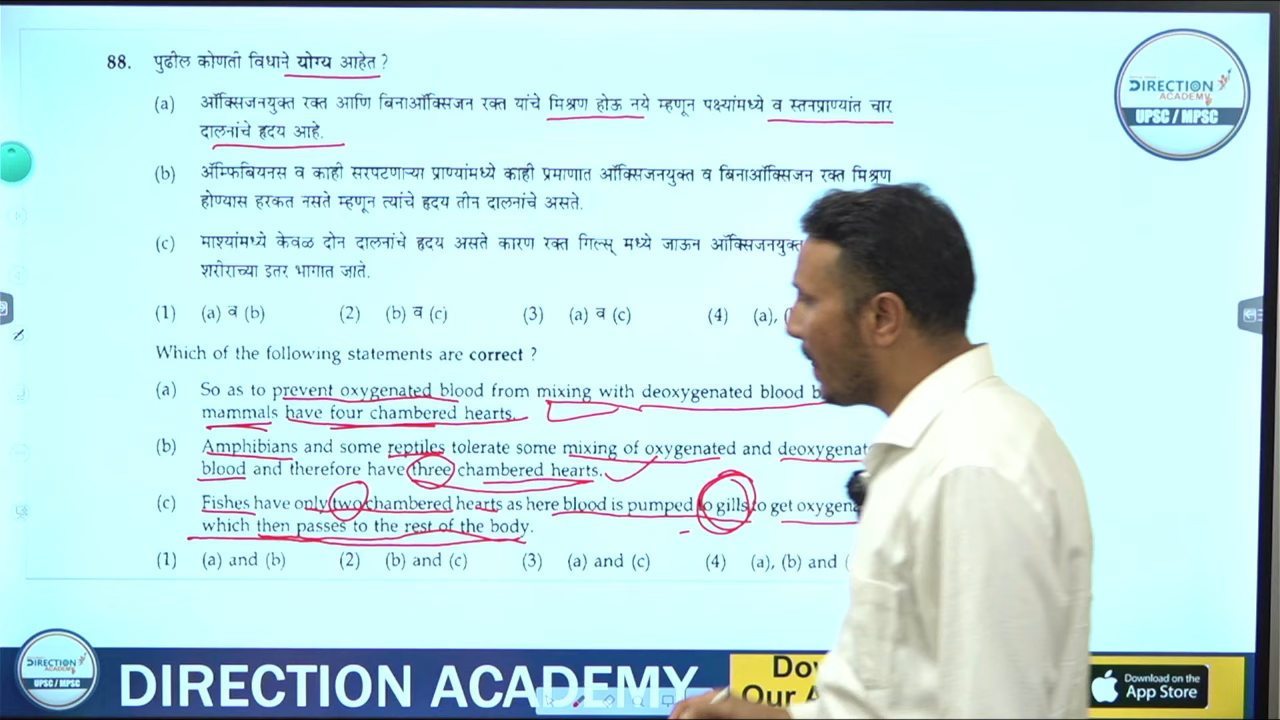 88. पुढील कोणती विधाने योग्य आहेत ?
(a) ऑक्सिजनयुक्त रक्त आणि बिनाऑक्सिजन रक्त यांचे मिश्रण होऊ नये म्हणून पक्ष्यांमध्ये व स्तनप्राण्यांत चार
दालनांचे हृदय आहे.
(b) ॲम्फिबियनस व काही सरपटणाऱ्या प्राण्यांमध्ये काही प्रमाणात ऑक्सिजनयुक्त व बिनाऑक्सिजन रक्त मिश्रण
होण्यास हरकत नसते म्हणून त्यांचे हृदय तीन दालनांचे असते.
(c) माश्यांमध्ये केवळ दोन दालनांचे हृदय असते कारण रक्त गिल्स् मध्ये जाऊन ऑक्सिजनयुक्त
शरीराच्या इतर भागात जाते.
(1) (a) व (b) (2) (b) व (c) (3) (a) व (c) (4) (a),
Which of the following statements are correct ?
(a) So as to prevent oxygenated blood from mixing with deoxygenated blood
mammals have four chambered hearts.
(b) Amphibians and some reptiles tolerate some mixing of oxygenated and
blood and therefore have three chambered hearts.
(c) Fishes have only two chambered hearts as here blood is pumped to gills to get
which then passes to the rest of the body.
(1) (a) and (b) (2) (b) and (c) (3) (a) and (c) (4) (a), (b) and
DIRECTION
ACADEMY
UPSC / MPSC
DIRECTION
ACADEMY
UPSC / MPSC
DIRECTION ACADEMY
Our
Download on the
App Store